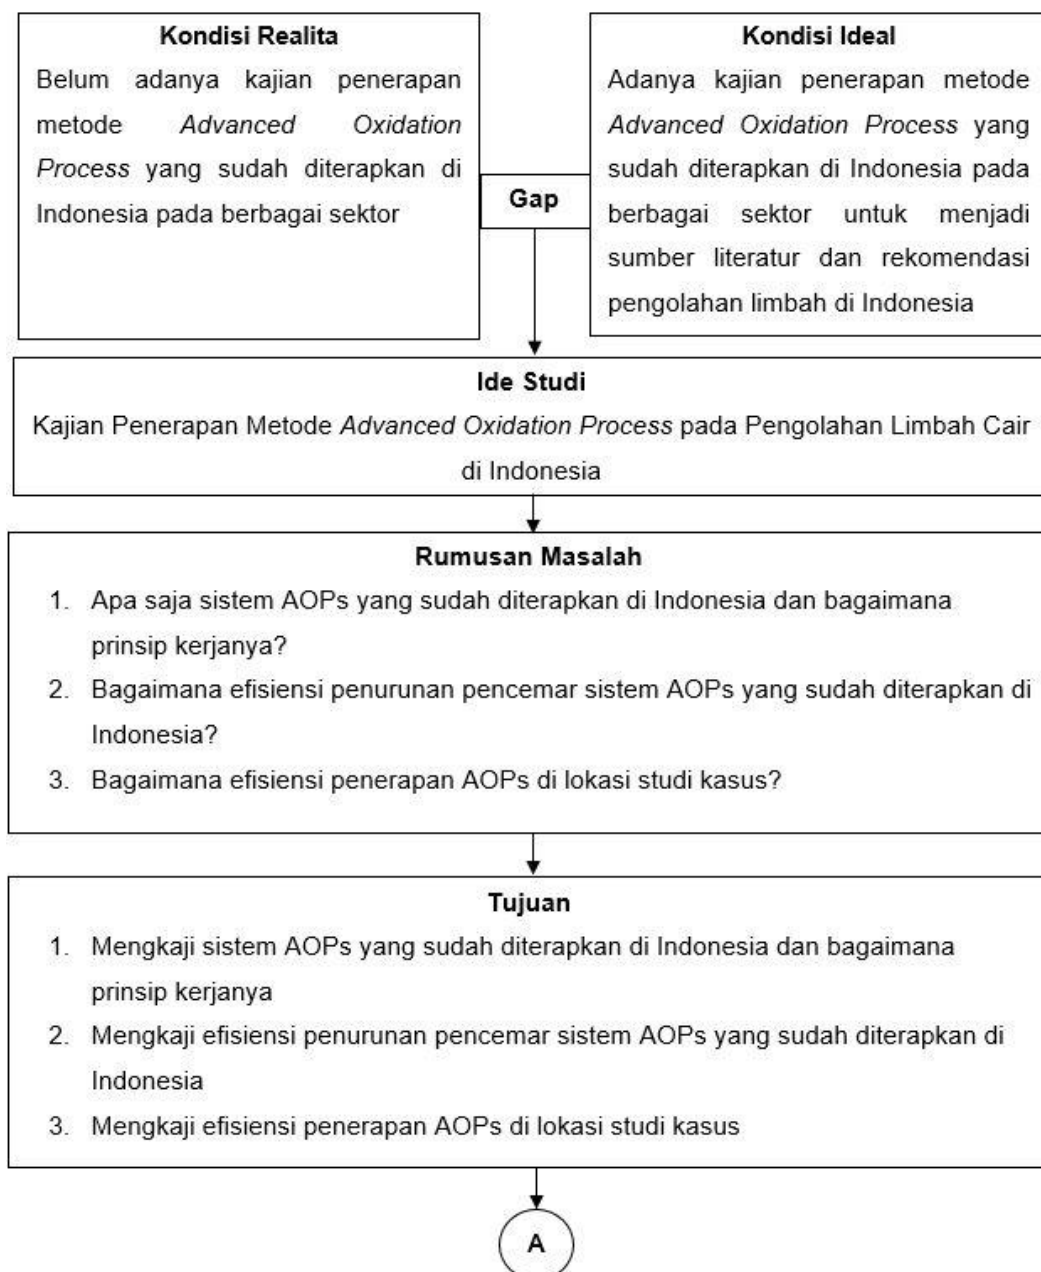 Kondisi Realita
Belum adanya kajian penerapan
metode Advanced Oxidation
Process yang sudah diterapkan di
Indonesia pada berbagai sektor
Gap
Kondisi Ideal
Adanya kajian penerapan metode
Advanced Oxidation Process yang
sudah diterapkan di Indonesia pada
berbagai sektor untuk menjadi
sumber literatur dan rekomendasi
pengolahan limbah di Indonesia
Ide Studi
Kajian Penerapan Metode Advanced Oxidation Process pada Pengolahan Limbah Cair
di Indonesia
Rumusan Masalah
1. Apa saja sistem AOPs yang sudah diterapkan di Indonesia dan bagaimana
prinsip kerjanya?
2. Bagaimana efisiensi penurunan pencemar sistem AOPs yang sudah diterapkan di
Indonesia?
3. Bagaimana efisiensi penerapan AOPs di lokasi studi kasus?
Tujuan
1. Mengkaji sistem AOPs yang sudah diterapkan di Indonesia dan bagaimana
prinsip kerjanya
2. Mengkaji efisiensi penurunan pencemar sistem AOPs yang sudah diterapkan di
Indonesia
3. Mengkaji efisiensi penerapan AOPs di lokasi studi kasus
A